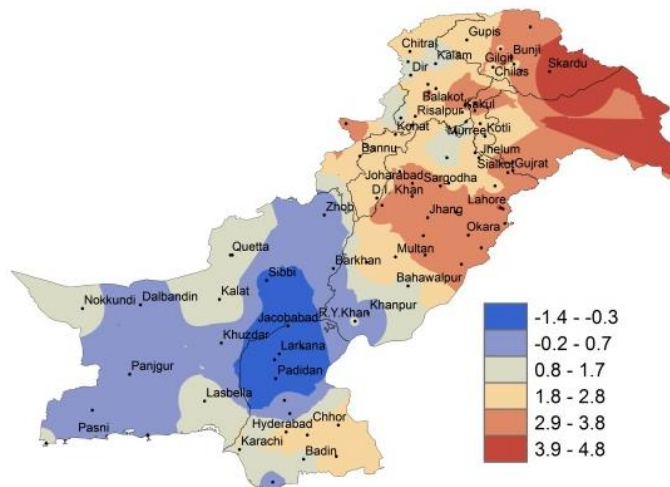 Gupis
Chitral
Kalam
Gilgit
Bunji
Dir
Chilas
Skardu
Balakot
Kakul
Risalpur
Kohat
Murree
Kotli
Bannu
Jhelum
Sialkot
Gujrat
Joharabad
Sargodha
D.I. Khan
Lahore
Zhob
Jhang
Okara
Quetta
Multan
Barkhan
Sibbi
Bahawalpur
Kalat
Nokkundi
Dalbandin
Khanpur
R.Y.Khan
Jacobabad
Khuzdar
Larkana
Panjgur
Padidan
Lasbella
Pasni
Hyderabad
Chhor
Karachi
Badin
-1.4 - -0.3
-0.2 - 0.7
0.8 - 1.7
1.8 - 2.8
2.9 - 3.8
3.9 - 4.8